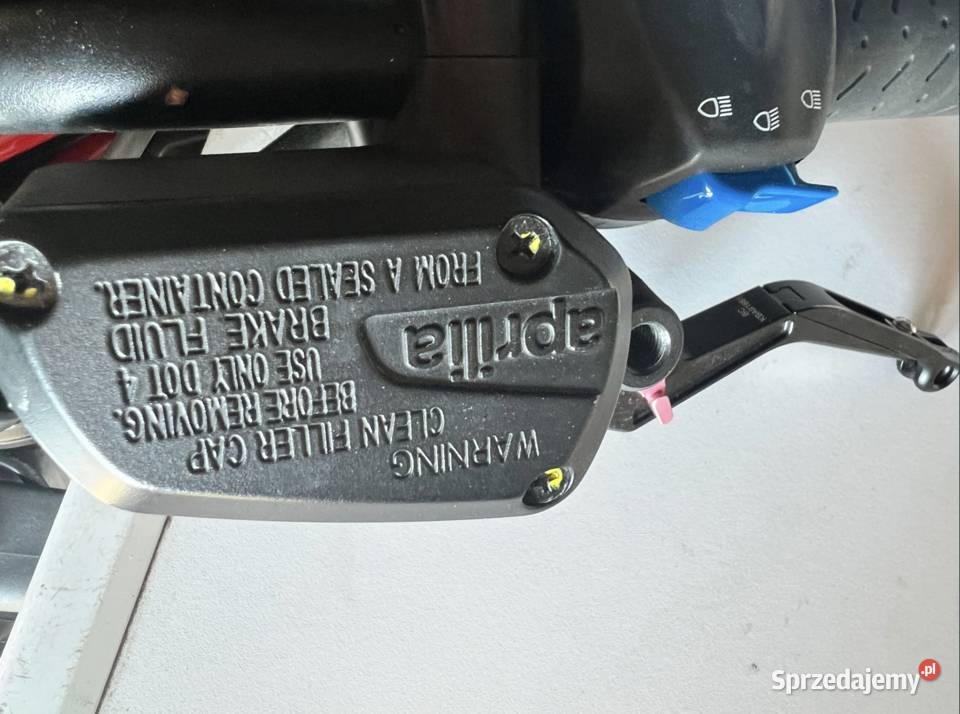 WARNING
CLEAN FILLER CAP
BEFORE REMOVING.
USE ONLY DOT 4
BRAKE FLUID
FROM A SEALED CONTAINER.
aprilia
Sprzedajemy.pl